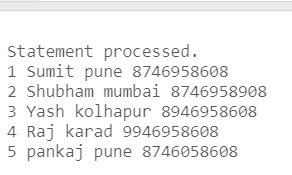 Statement processed.
1 Sumit pune 8746958608
2 Shubham mumbai 8746958908
3 Yash kolhapur 8946958608
4 Raj karad 9946958608
5 pankaj pune 8746058608